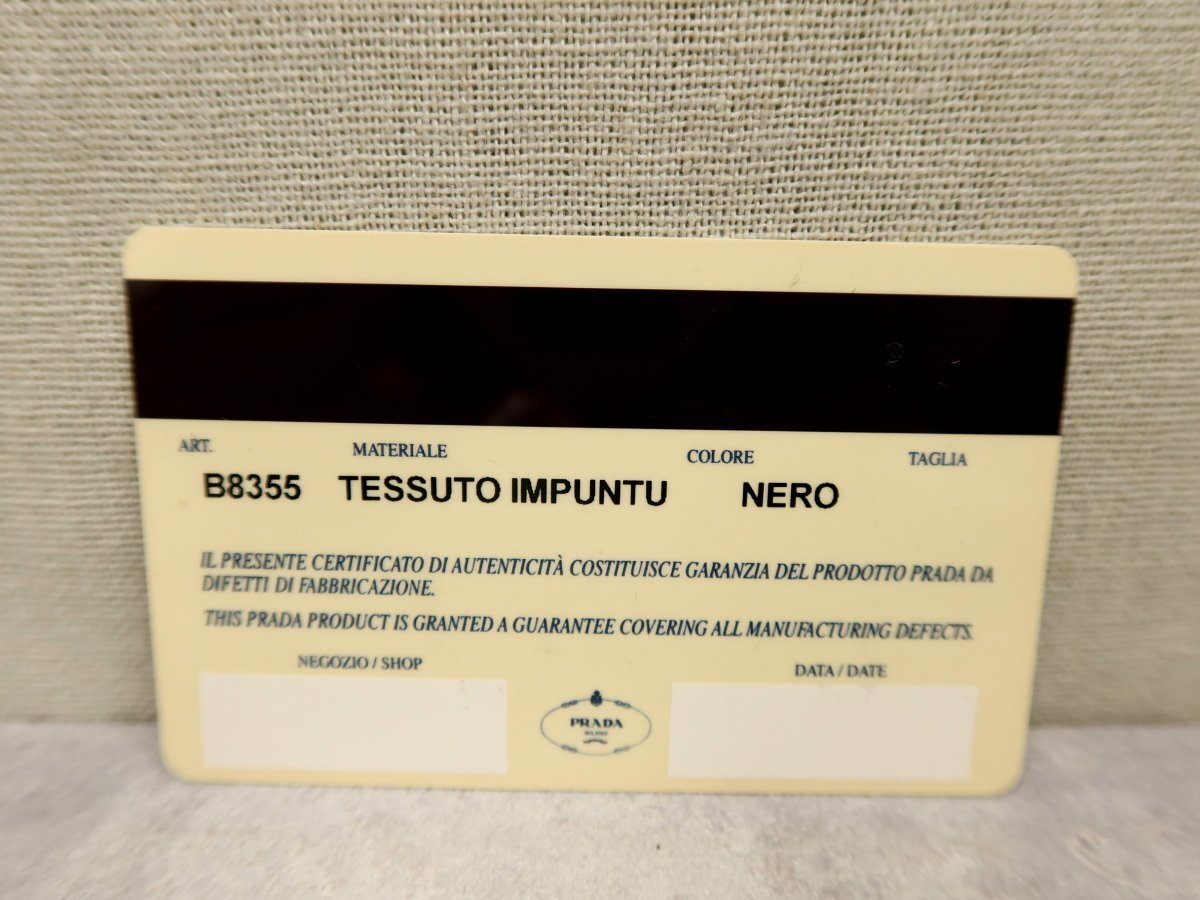 ART. MATERIALE COLORE TAGLIA
B8355 TESSUTO IMPUNTU NERO
IL PRESENTE CERTIFICATO DI AUTENTICITÀ COSTITUISCE GARANZIA DEL PRODOTTO PRADA DA
DIFETTI DI FABBRICAZIONE.
THIS PRADA PRODUCT IS GRANTED A GUARANTEE COVERING ALL MANUFACTURING DEFECTS.
NEGOZIO / SHOP DATA / DATE
PRADA
MILANO